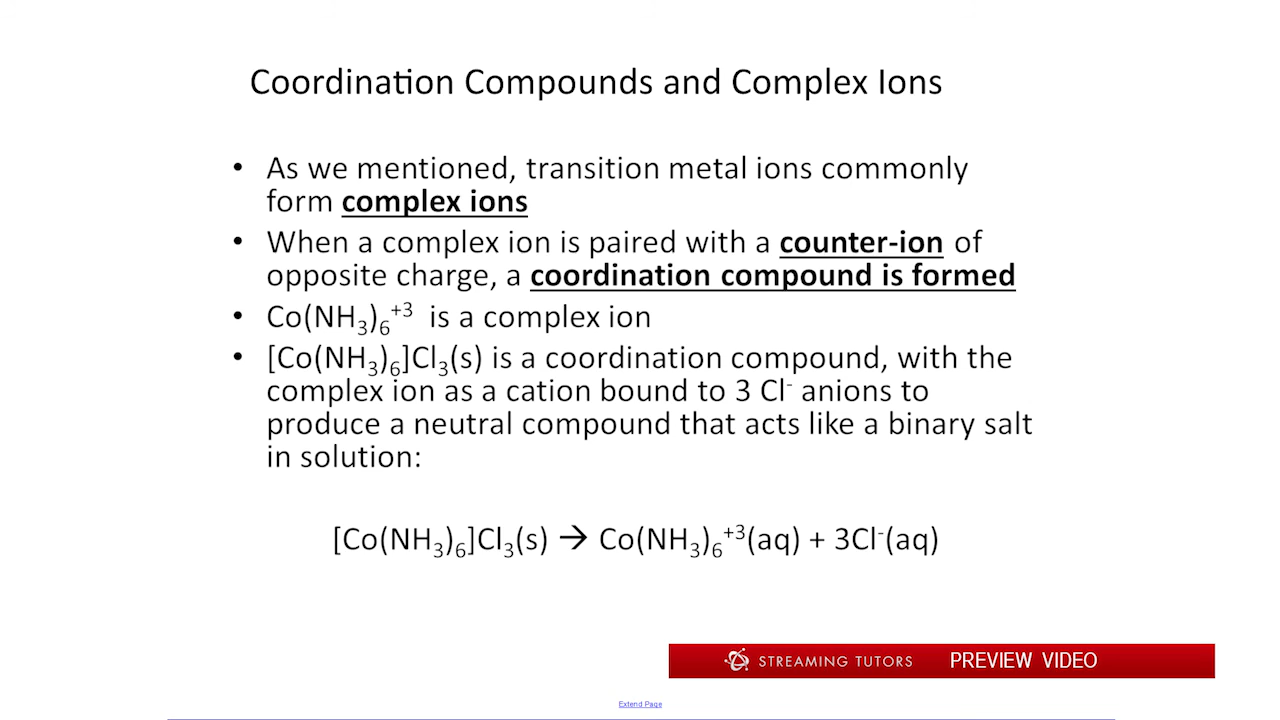 Coordination Compounds and Complex Ions
• As we mentioned, transition metal ions commonly
form complex ions
• When a complex ion is paired with a counter-ion of
opposite charge, a coordination compound is formed
• Co(NH₃)₆⁺³ is a complex ion
• [Co(NH₃)₆]Cl₃(s) is a coordination compound, with the
complex ion as a cation bound to 3 Cl⁻ anions to
produce a neutral compound that acts like a binary salt
in solution:
[Co(NH₃)₆]Cl₃(s) → Co(NH₃)₆⁺³(aq) + 3Cl⁻(aq)
STREAMING TUTORS PREVIEW VIDEO
Extend Page